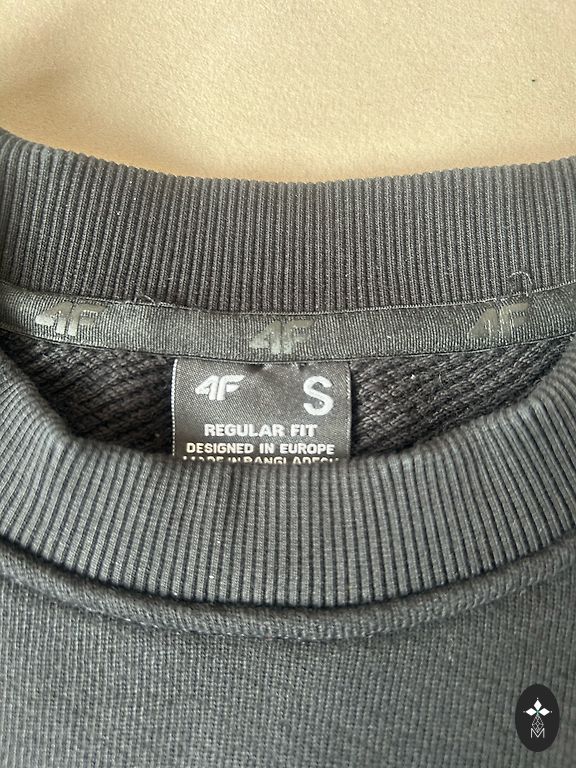 4F 4F 4F
4F S
REGULAR FIT
DESIGNED IN EUROPE
MADE IN BANGLADESH
M